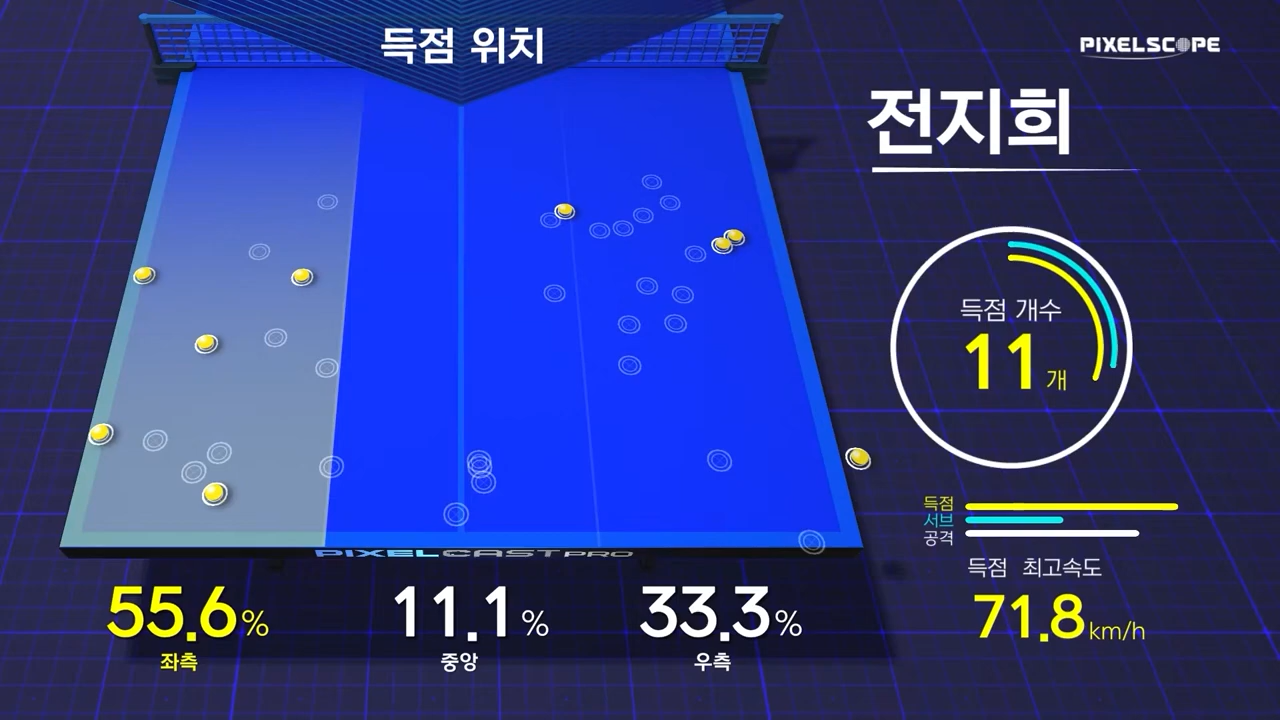 득점 위치
PIXELSCOPE
전지희
득점 개수
11개
득점
서브
공격
득점 최고속도
71.8km/h
PIXELCASTPRO
55.6%
11.1%
33.3%
좌측
중앙
우측